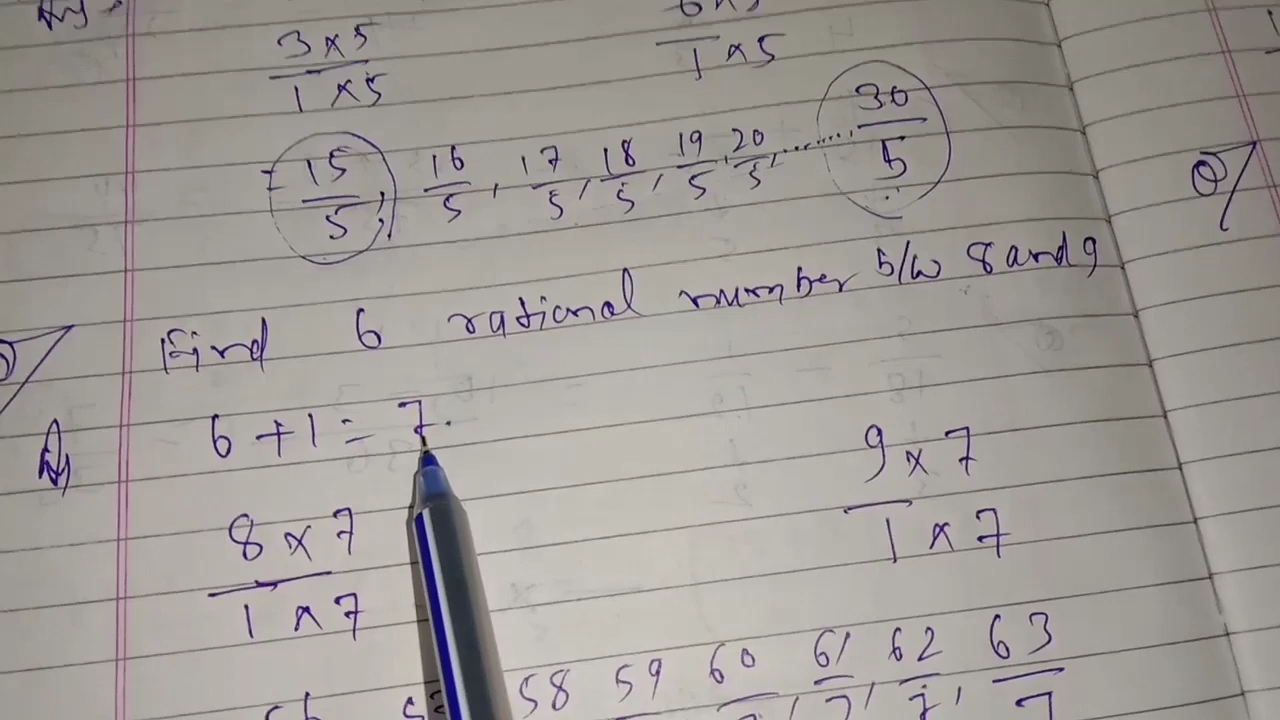 3 × 5
1 × 5
1 × 5
= 15/5, 16/5, 17/5, 18/5, 19/5, 20/5, ........, 30/5
Q/
Q/ Find 6 rational number b/w 8 and 9
A/ 6 + 1 = 7.
8 × 7
1 × 7
9 × 7
1 × 7
58 59 60 61 62 63
7, 7, 7